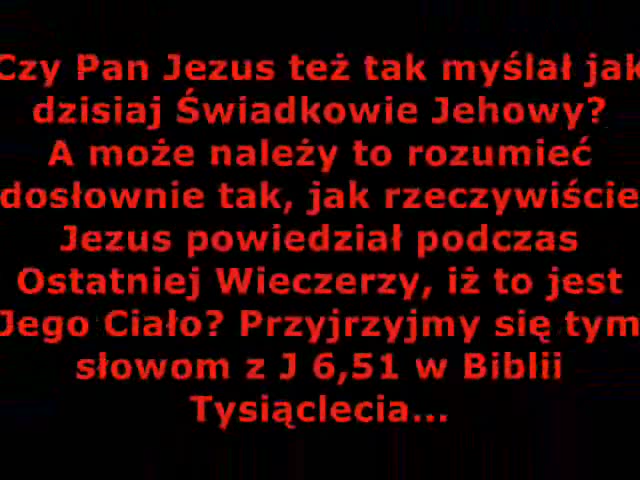 Czy Pan Jezus też tak myślał jak
dzisiaj Świadkowie Jehowy?
A może należy to rozumieć
dosłownie tak, jak rzeczywiście
Jezus powiedział podczas
Ostatniej Wieczerzy, iż to jest
Jego Ciało? Przyjrzyjmy się tym
słowom z J 6,51 w Biblii
Tysiąclecia...